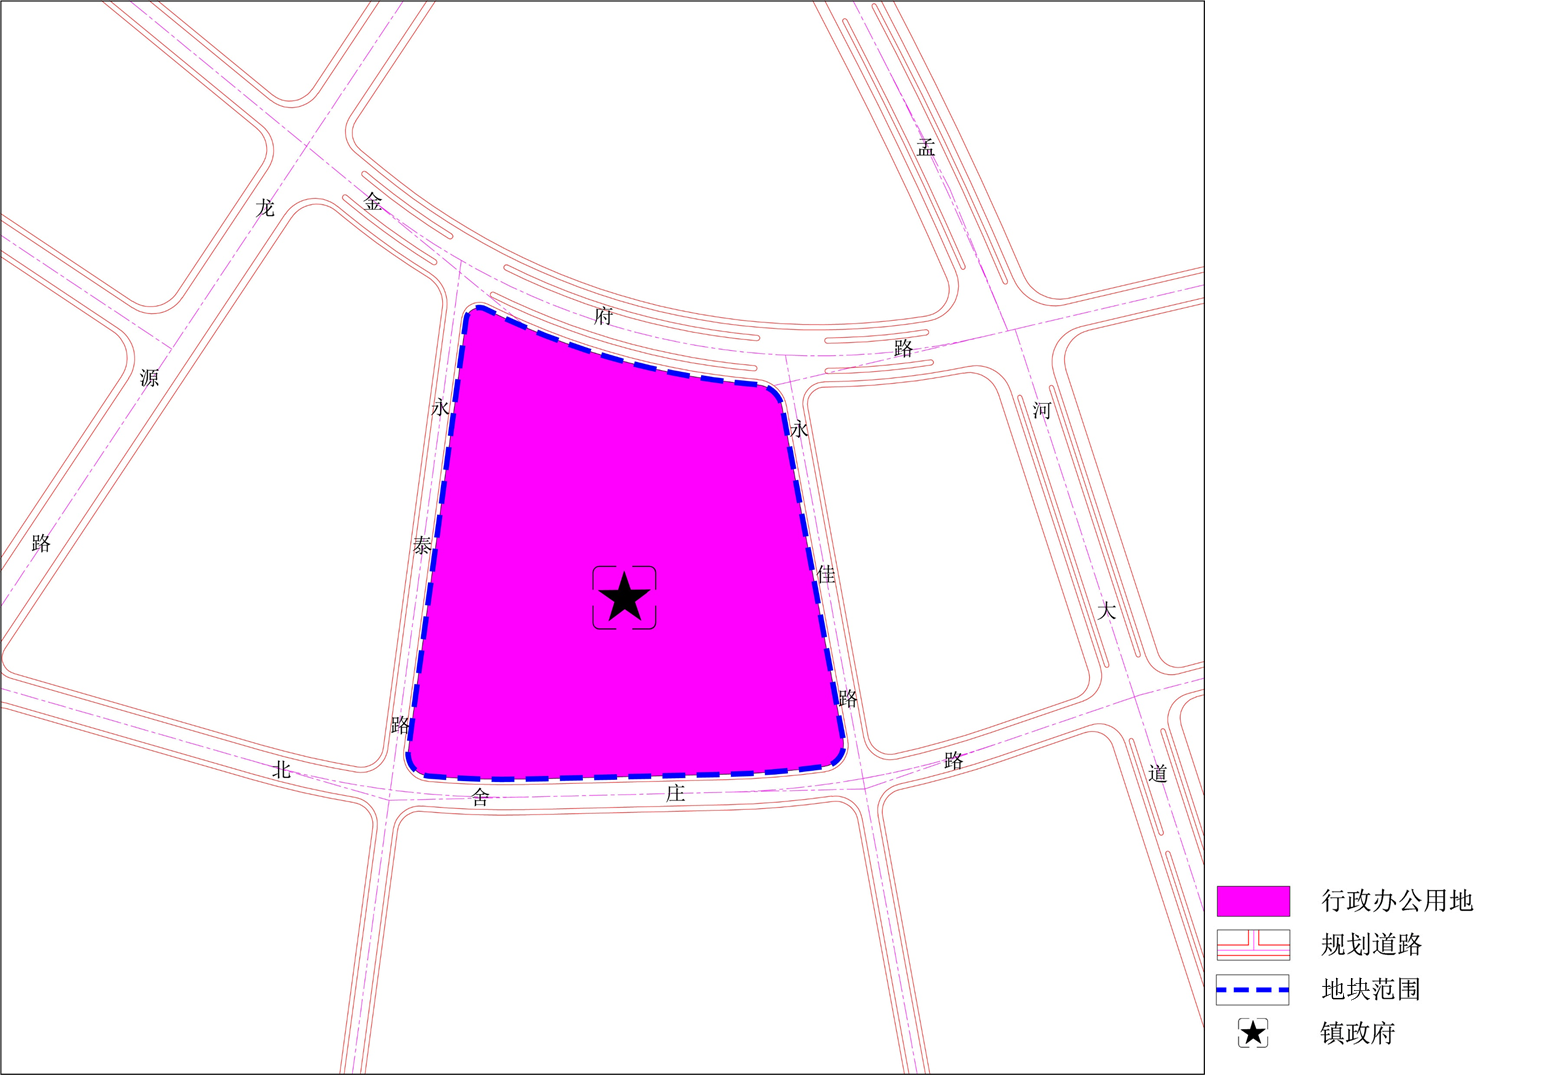 龙源路
金府路
孟河大道
永泰路
永佳路
北舍庄路
行政办公用地
规划道路
地块范围
镇政府